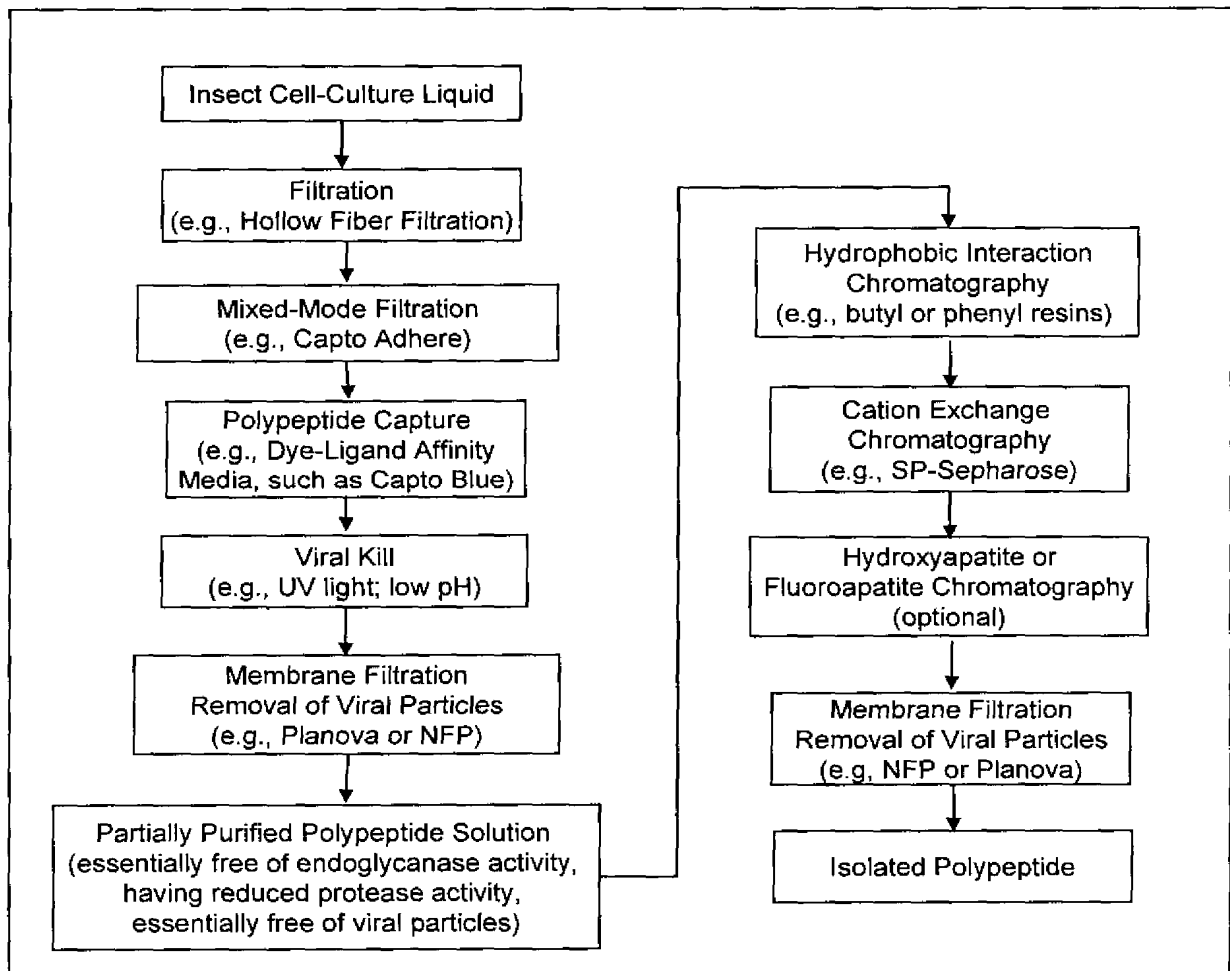 Insect Cell-Culture Liquid
Filtration
(e.g., Hollow Fiber Filtration)
Mixed-Mode Filtration
(e.g., Capto Adhere)
Polypeptide Capture
(e.g., Dye-Ligand Affinity
Media, such as Capto Blue)
Viral Kill
(e.g., UV light; low pH)
Membrane Filtration
Removal of Viral Particles
(e.g., Planova or NFP)
Partially Purified Polypeptide Solution
(essentially free of endoglycanase activity,
having reduced protease activity,
essentially free of viral particles)
Hydrophobic Interaction
Chromatography
(e.g., butyl or phenyl resins)
Cation Exchange
Chromatography
(e.g., SP-Sepharose)
Hydroxyapatite or
Fluoroapatite Chromatography
(optional)
Membrane Filtration
Removal of Viral Particles
(e.g, NFP or Planova)
Isolated Polypeptide